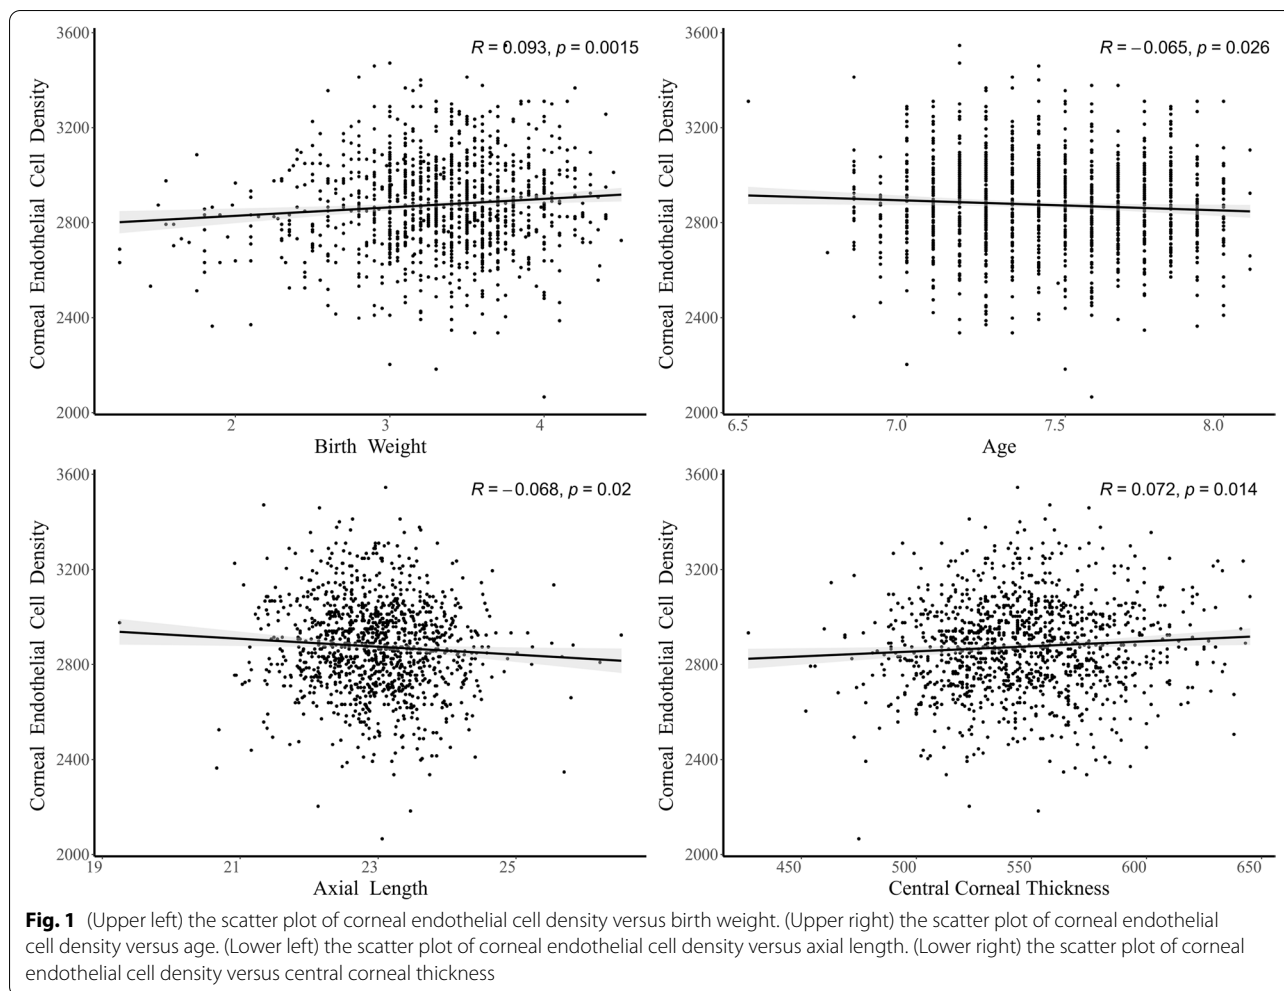 3600
3200
2800
2400
2000
Corneal Endothelial Cell Density
R = 0.093, p = 0.0015
2 3 4
Birth Weight
3600
3200
2800
2400
2000
Corneal Endothelial Cell Density
R = −0.065, p = 0.026
6.5 7.0 7.5 8.0
Age
3600
3200
2800
2400
2000
Corneal Endothelial Cell Density
R = −0.068, p = 0.02
19 21 23 25
Axial Length
3600
3200
2800
2400
2000
Corneal Endothelial Cell Density
R = 0.072, p = 0.014
450 500 550 600 650
Central Corneal Thickness
Fig. 1 (Upper left) the scatter plot of corneal endothelial cell density versus birth weight. (Upper right) the scatter plot of corneal endothelial
cell density versus age. (Lower left) the scatter plot of corneal endothelial cell density versus axial length. (Lower right) the scatter plot of corneal
endothelial cell density versus central corneal thickness